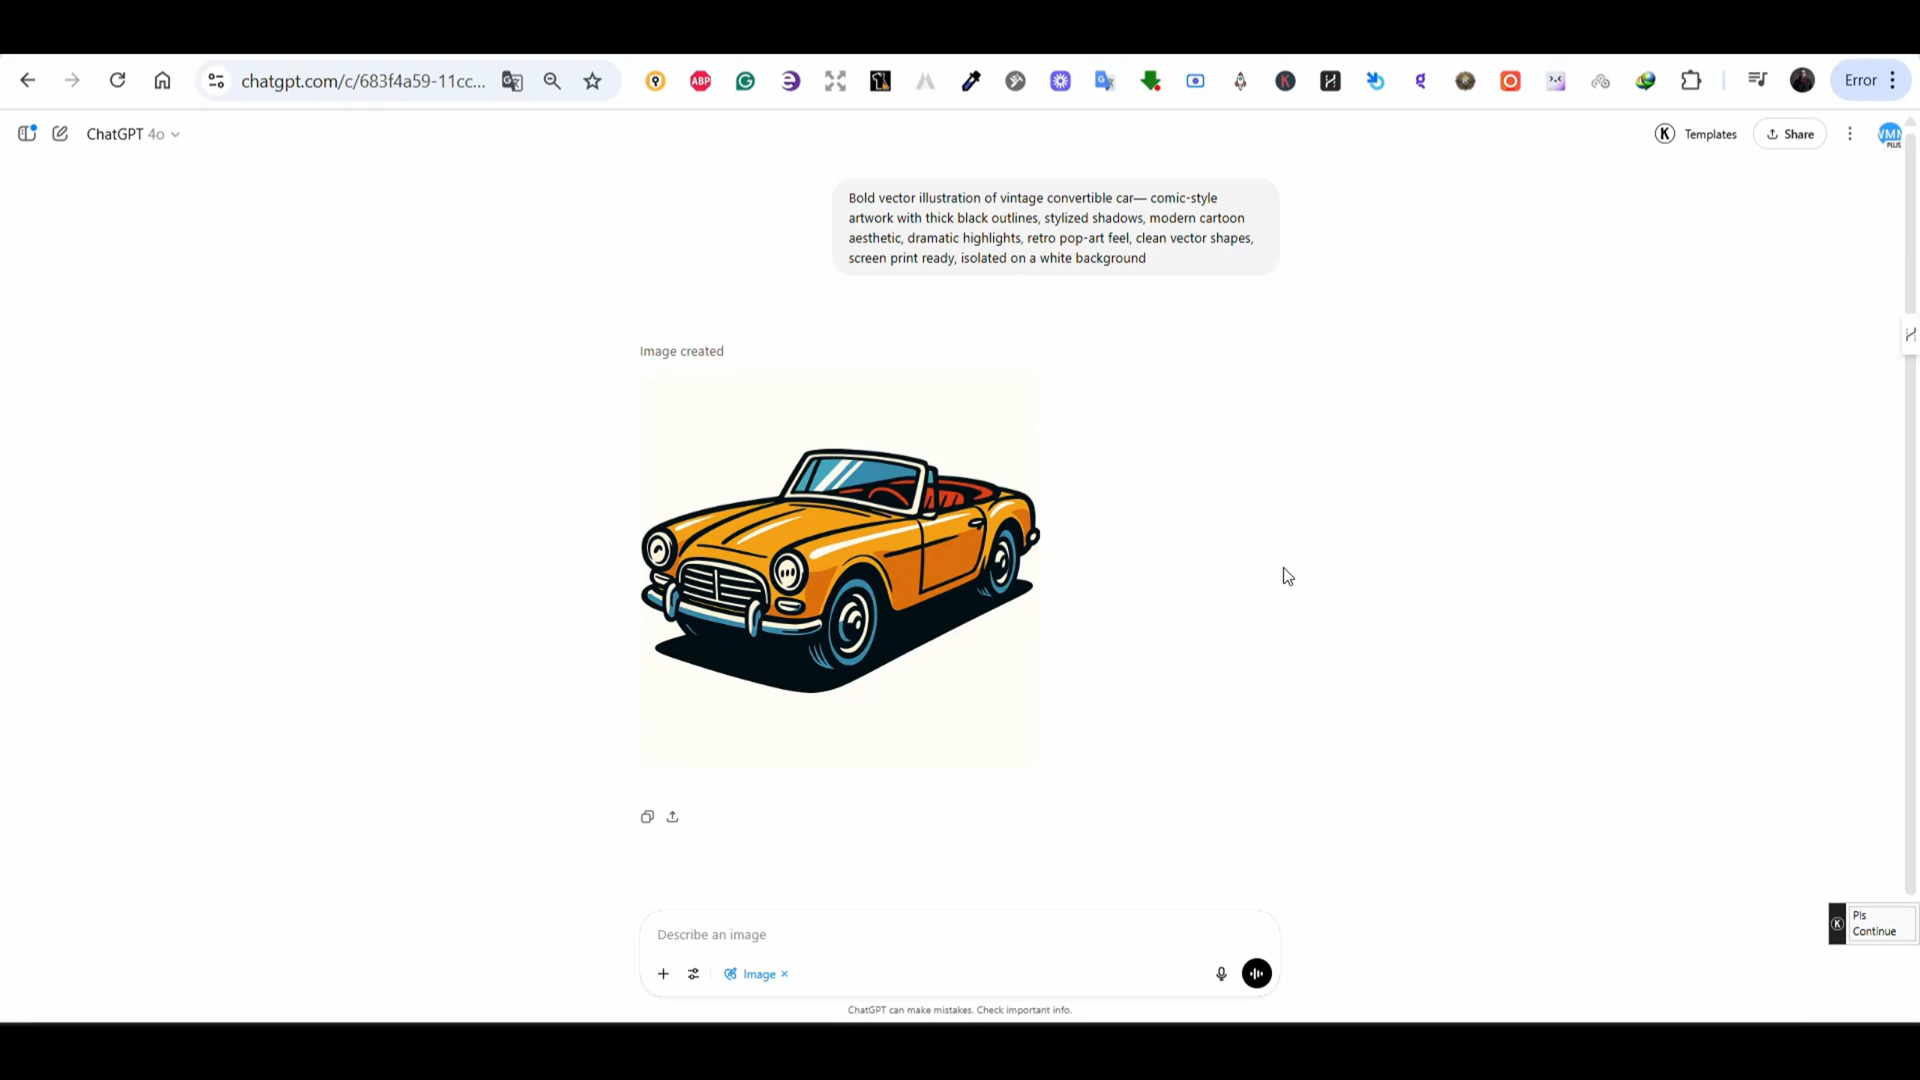 chatgpt.com/c/683f4a59-11cc...
ABP
Error
ChatGPT 4o
K
Templates
Share
PLUS
Bold vector illustration of vintage convertible car— comic-style
artwork with thick black outlines, stylized shadows, modern cartoon
aesthetic, dramatic highlights, retro pop-art feel, clean vector shapes,
screen print ready, isolated on a white background
Image created
Pls
Continue
Describe an image
Image ×
ChatGPT can make mistakes. Check important info.